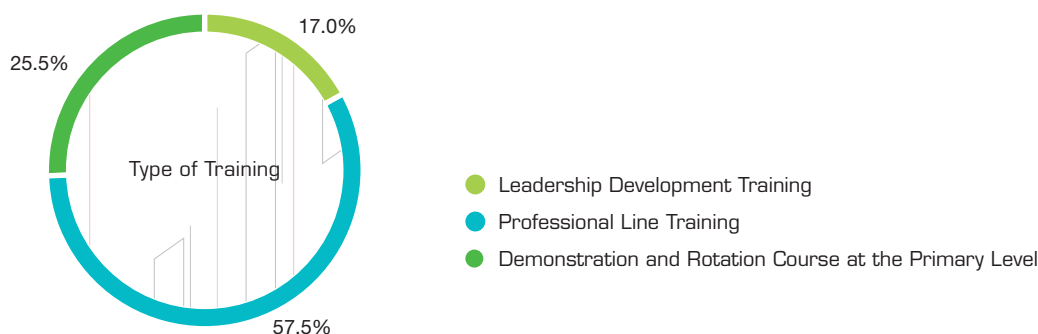 17.0%
25.5%
Type of Training
Leadership Development Training
Professional Line Training
Demonstration and Rotation Course at the Primary Level
57.5%